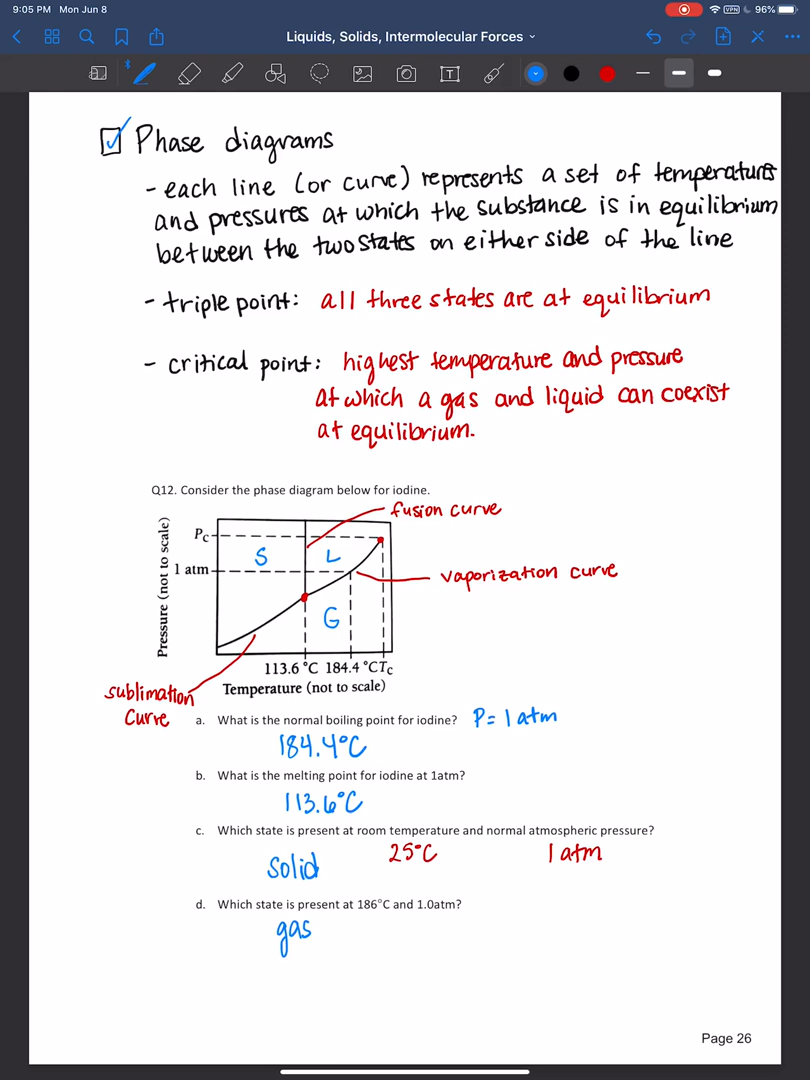 9:05 PM Mon Jun 8
VPN 96%
Liquids, Solids, Intermolecular Forces
Phase diagrams
- each line (or curve) represents a set of temperatures
and pressures at which the substance is in equilibrium
between the two states on either side of the line
- triple point: all three states are at equilibrium
- critical point: highest temperature and pressure
at which a gas and liquid can coexist
at equilibrium.
Q12. Consider the phase diagram below for iodine.
fusion curve
Pc
S
L
1 atm
vaporization curve
G
Pressure (not to scale)
113.6 °C 184.4 °C Tc
Temperature (not to scale)
sublimation
curve
a. What is the normal boiling point for iodine? P= 1 atm
184.4°C
b. What is the melting point for iodine at 1atm?
113.6°C
c. Which state is present at room temperature and normal atmospheric pressure?
solid 25°C 1 atm
d. Which state is present at 186°C and 1.0atm?
gas
Page 26